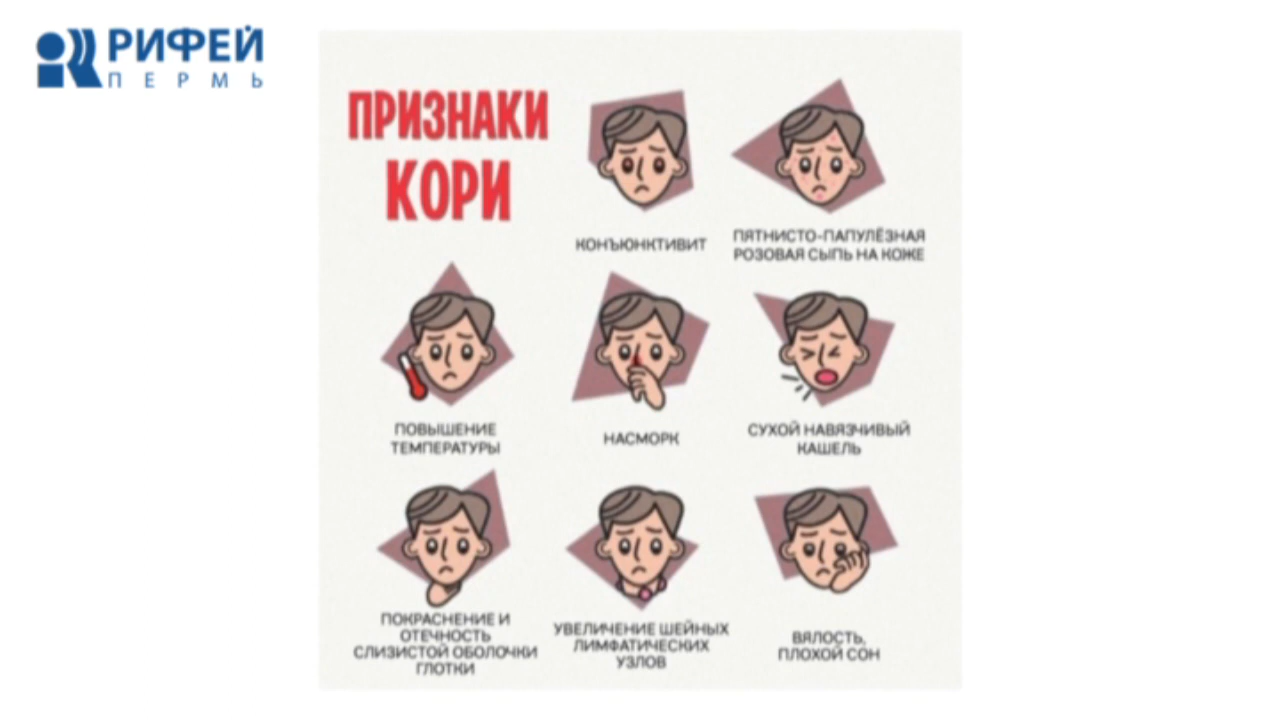 РИФЕЙ
ПЕРМЬ
ПРИЗНАКИ
КОРИ
КОНЪЮНКТИВИТ
ПЯТНИСТО-ПАПУЛЁЗНАЯ
РОЗОВАЯ СЫПЬ НА КОЖЕ
ПОВЫШЕНИЕ
ТЕМПЕРАТУРЫ
НАСМОРК
СУХОЙ НАВЯЗЧИВЫЙ
КАШЕЛЬ
ПОКРАСНЕНИЕ И
ОТЕЧНОСТЬ
СЛИЗИСТОЙ ОБОЛОЧКИ
ГЛОТКИ
УВЕЛИЧЕНИЕ ШЕЙНЫХ
ЛИМФАТИЧЕСКИХ
УЗЛОВ
ВЯЛОСТЬ,
ПЛОХОЙ СОН